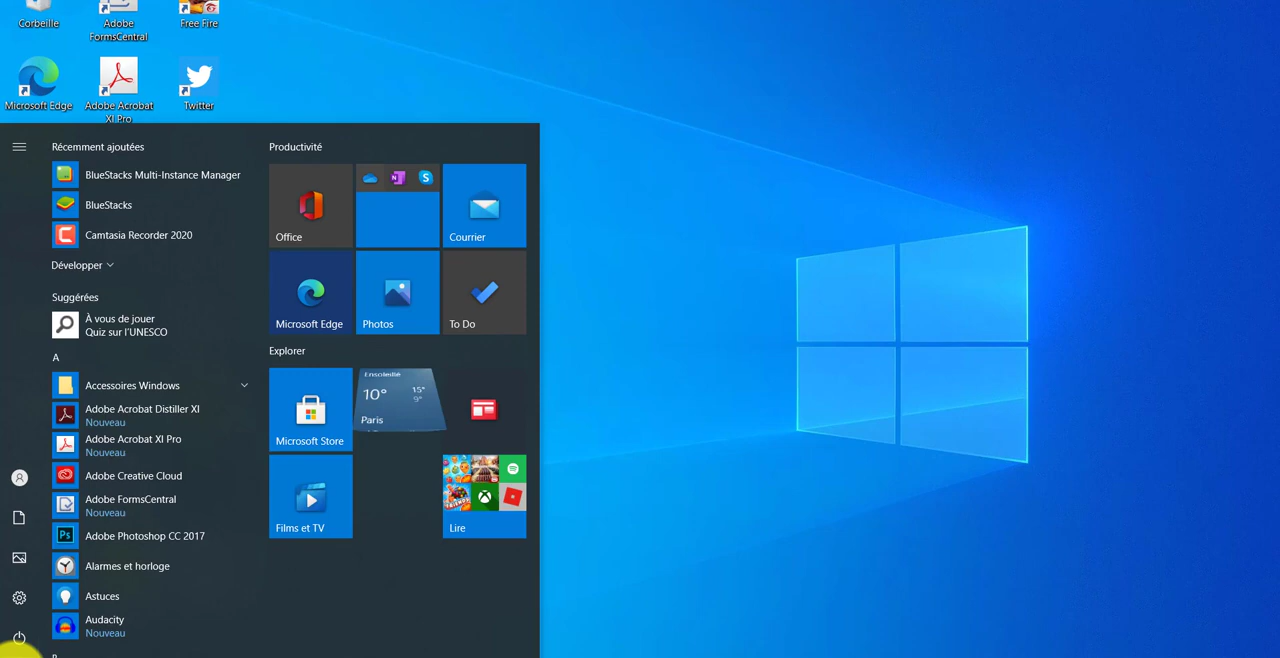 Corbeille
Adobe
FormsCentral
Free Fire
Microsoft Edge
Adobe Acrobat
XI Pro
Twitter
Récemment ajoutées
BlueStacks Multi-Instance Manager
BlueStacks
Camtasia Recorder 2020
Développer
Suggérées
À vous de jouer
Quiz sur l'UNESCO
A
Accessoires Windows
Adobe Acrobat Distiller XI
Nouveau
Adobe Acrobat XI Pro
Nouveau
Adobe Creative Cloud
Adobe FormsCentral
Nouveau
Ps
Adobe Photoshop CC 2017
Alarmes et horloge
Astuces
Audacity
Nouveau
Productivité
Office
N
S
Courrier
Microsoft Edge
Photos
To Do
Explorer
Microsoft Store
Ensoleillé
10° 15°
9°
Paris
Films et TV
Lire